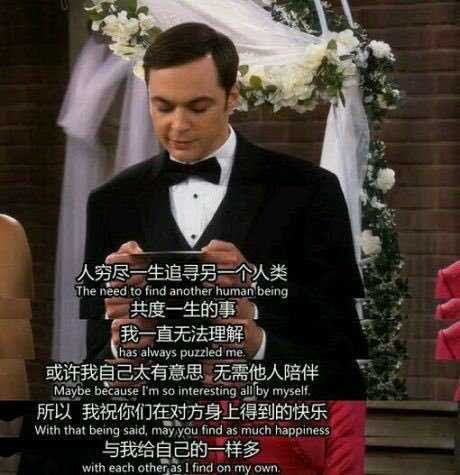 人穷尽一生追寻另一个人类
The need to find another human being
共度一生的事
我一直无法理解
has always puzzled me.
或许我自己太有意思 无需他人陪伴
Maybe because I'm so interesting all by myself.
所以 我祝你们在对方身上得到的快乐
With that being said, may you find as much happiness
与我给自己的一样多
with each other as I find on my own.